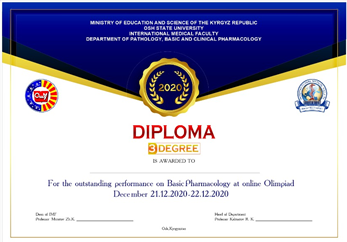 MINISTRY OF EDUCATION AND SCIENCE OF THE KYRGYZ REPUBLIC
OSH STATE UNIVERSITY
INTERNATIONAL MEDICAL FACULTY
DEPARTMENT OF PATHOLOGY, BASIC AND CLINICAL PHARMACOLOGY
2020
DIPLOMA
3 DEGREE
IS AWARDED TO
For the outstanding performance on Basic Pharmacology at online Olimpiad
December 21.12.2020-22.12.2020
Dean of IMF
Head of Department
Professor
Professor
Osh, Kyrgyzstan